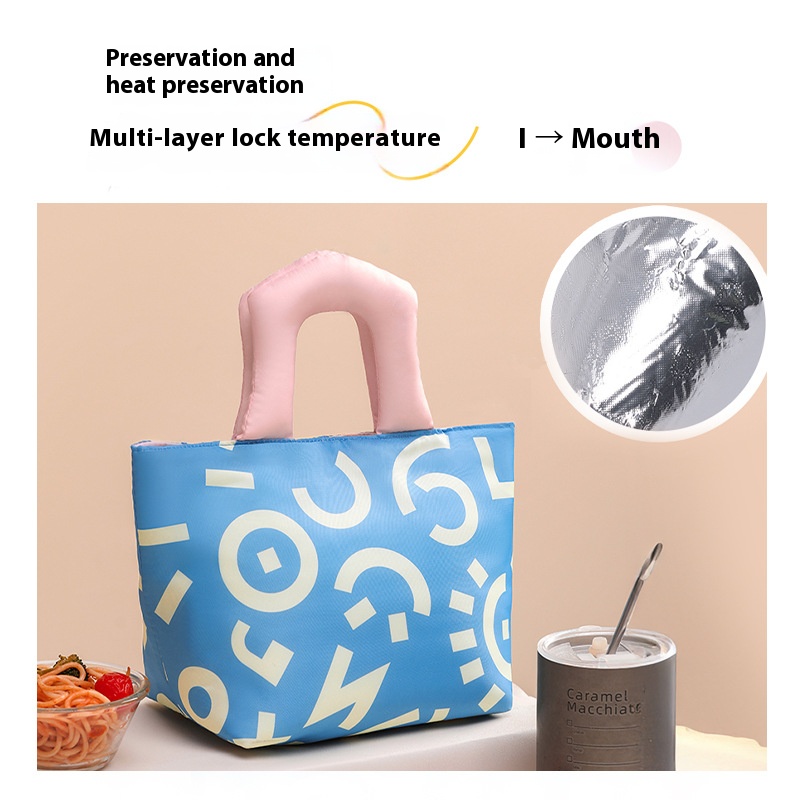 Preservation and
heat preservation
Multi-layer lock temperature
I → Mouth
Caramel
Macchiato